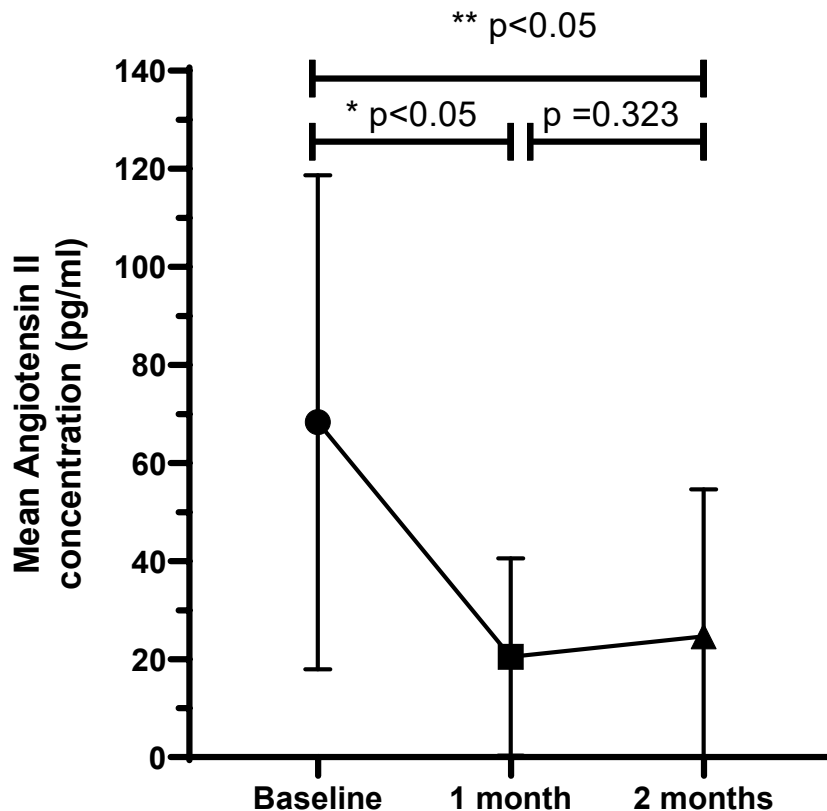 ** p<0.05
* p<0.05
p =0.323
140
120
100
80
60
40
20
0
Mean Angiotensin II
concentration (pg/ml)
Baseline
1 month
2 months